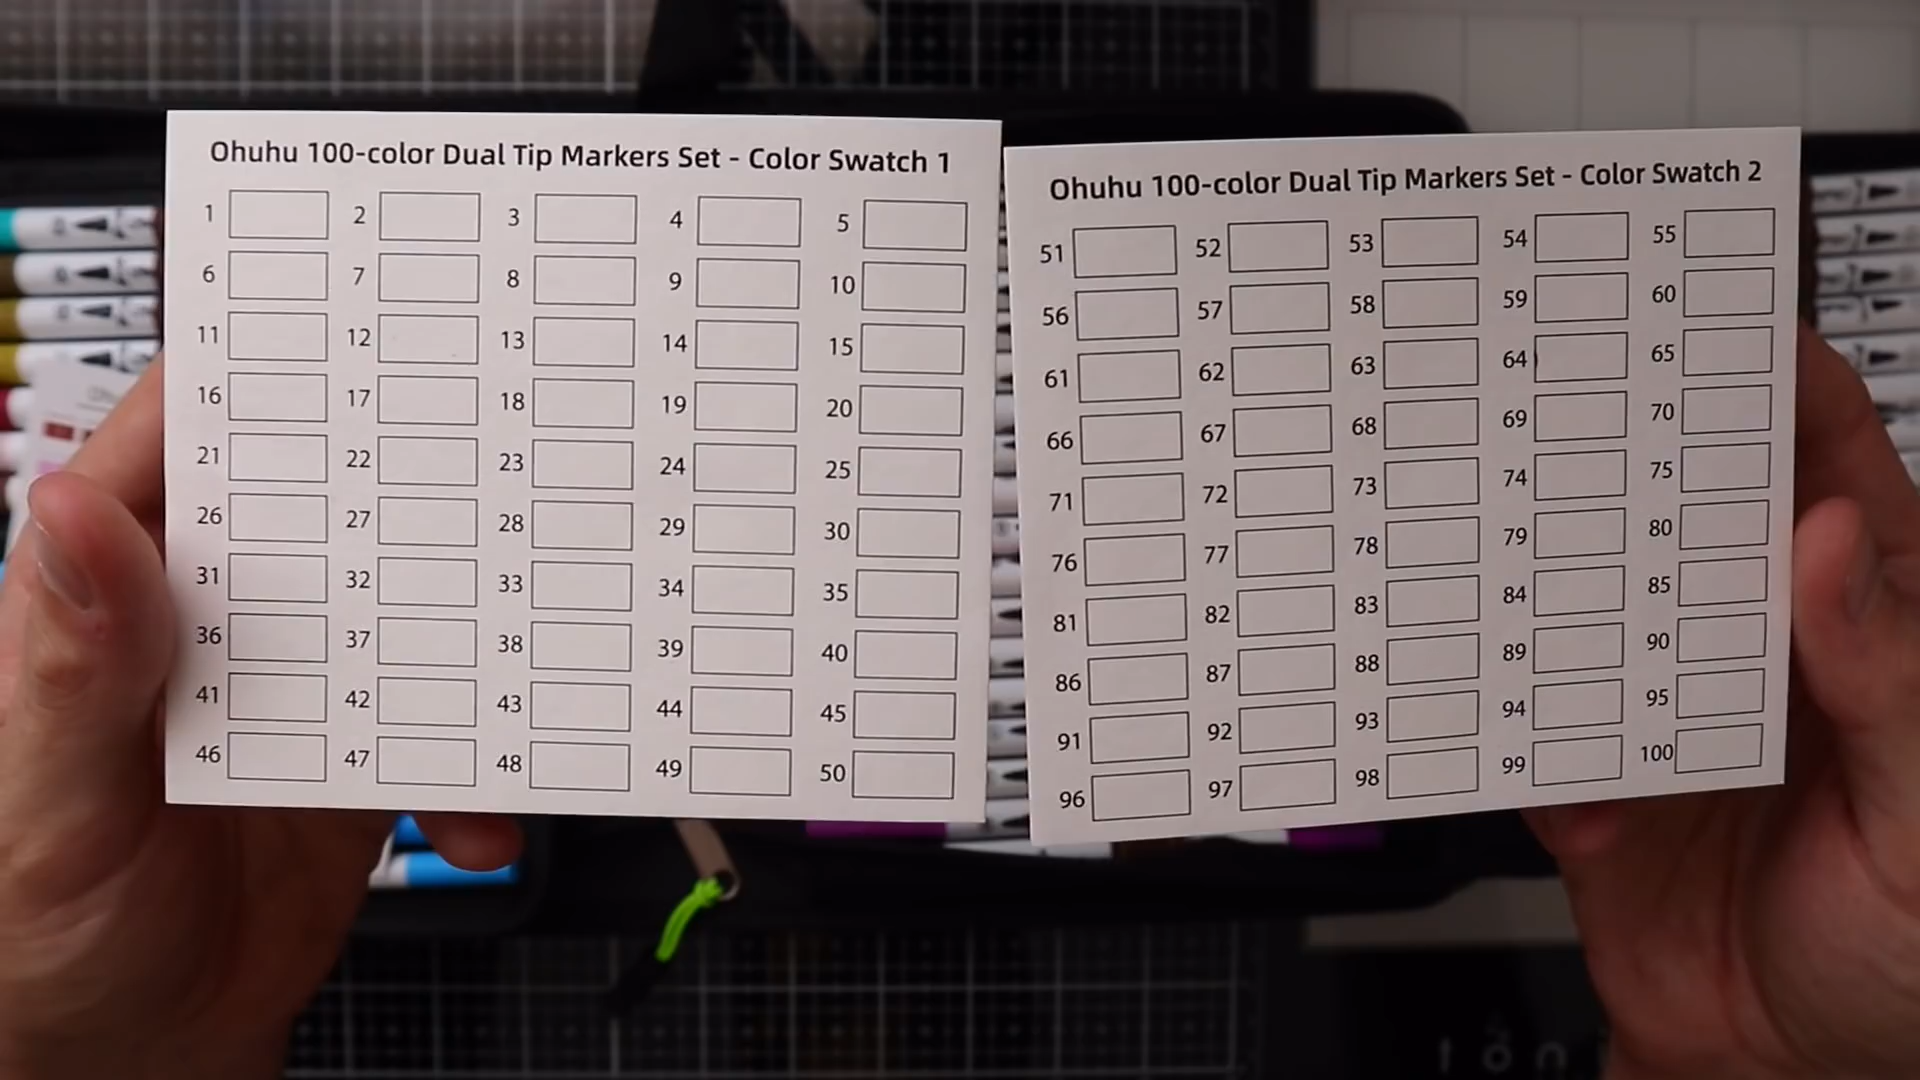 Ohuhu 100-color Dual Tip Markers Set - Color Swatch 1
1 2 3 4 5
6 7 8 9 10
11 12 13 14 15
16 17 18 19 20
21 22 23 24 25
26 27 28 29 30
31 32 33 34 35
36 37 38 39 40
41 42 43 44 45
46 47 48 49 50
Ohuhu 100-color Dual Tip Markers Set - Color Swatch 2
51 52 53 54 55
56 57 58 59 60
61 62 63 64 65
66 67 68 69 70
71 72 73 74 75
76 77 78 79 80
81 82 83 84 85
86 87 88 89 90
91 92 93 94 95
96 97 98 99 100